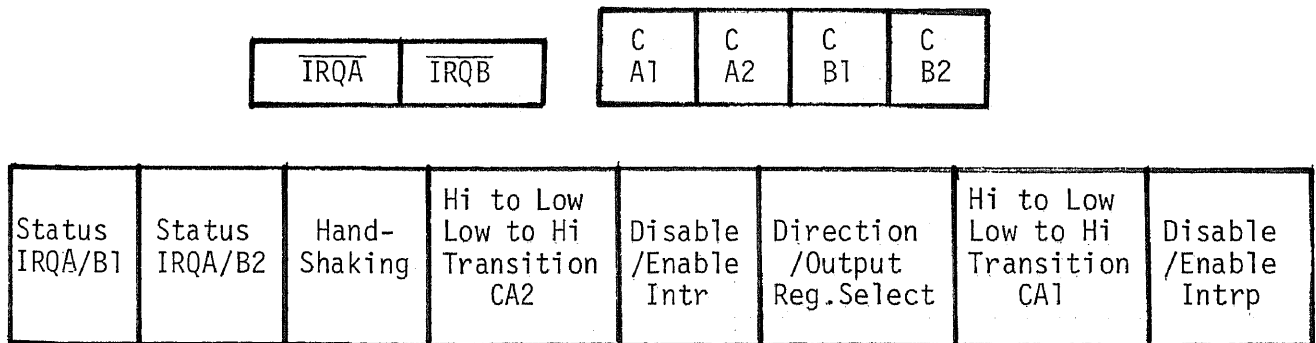 IRQA IRQB
C C C C
A1 A2 B1 B2
Status IRQA/B1
Status IRQA/B2
Hand-
Shaking
Hi to Low
Low to Hi
Transition
CA2
Disable
/Enable
Intr
Direction
/Output
Reg.Select
Hi to Low
Low to Hi
Transition
CA1
Disable
/Enable
Intrp